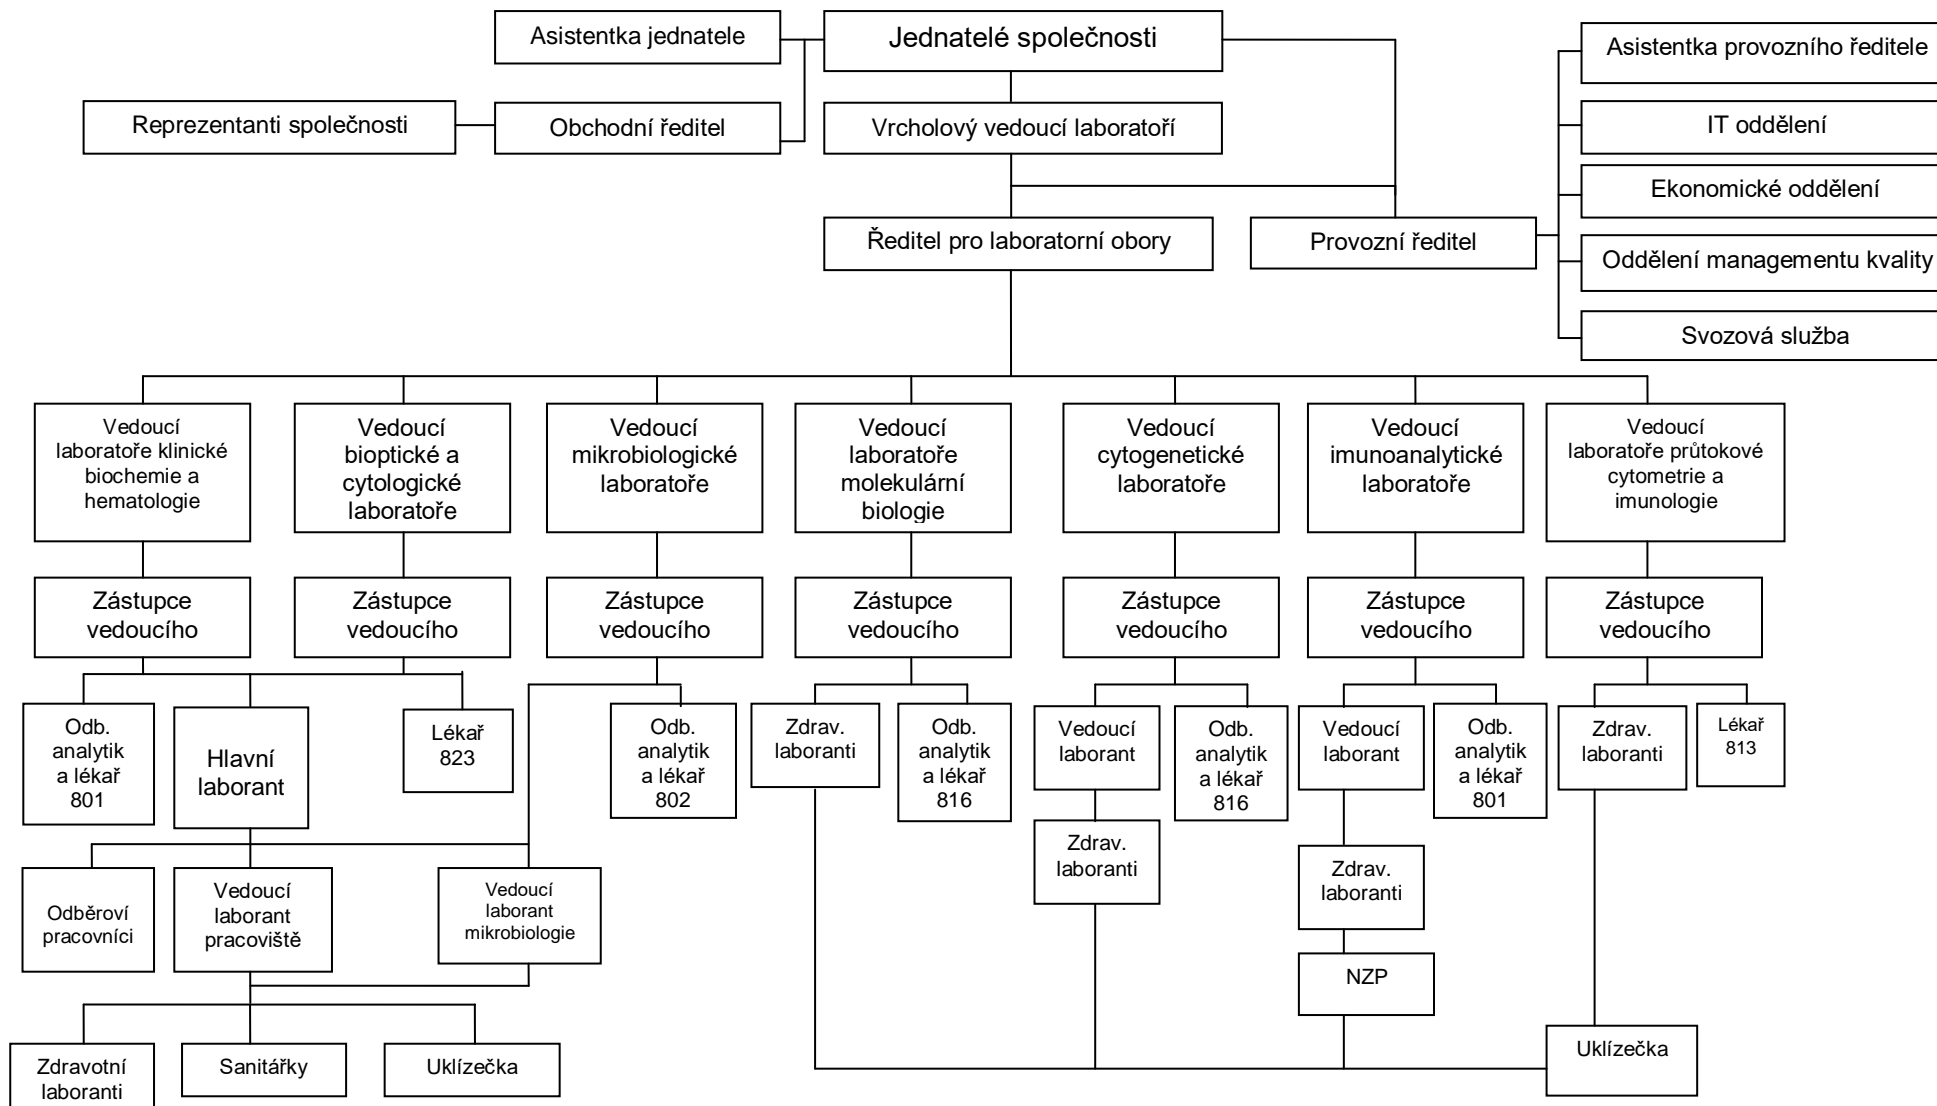 Asistentka jednatele
Jednatelé společnosti
Asistentka provozního ředitele
Reprezentanti společnosti
Obchodní ředitel
Vrcholový vedoucí laboratoří
IT oddělení
Ekonomické oddělení
Ředitel pro laboratorní obory
Provozní ředitel
Oddělení managementu kvality
Svozová služba
Vedoucí
laboratoře klinické
biochemie a
hematologie
Vedoucí
bioptické a
cytologické
laboratoře
Vedoucí
mikrobiologické
laboratoře
Vedoucí
laboratoře
molekulární
biologie
Vedoucí
cytogenetické
laboratoře
Vedoucí
imunoanalytické
laboratoře
Vedoucí
laboratoře průtokové
cytometrie a
imunologie
Zástupce
vedoucího
Zástupce
vedoucího
Zástupce
vedoucího
Zástupce
vedoucího
Zástupce
vedoucího
Zástupce
vedoucího
Zástupce
vedoucího
Odb.
analytik
a lékař
801
Hlavní
laborant
Lékař
823
Odb.
analytik
a lékař
802
Zdrav.
laboranti
Odb.
analytik
a lékař
816
Vedoucí
laborant
Odb.
analytik
a lékař
816
Vedoucí
laborant
Odb.
analytik
a lékař
801
Zdrav.
laboranti
Lékař
813
Zdrav.
laboranti
Zdrav.
laboranti
Odběroví
pracovníci
Vedoucí
laborant
pracoviště
Vedoucí
laborant
mikrobiologie
NZP
Zdravotní
laboranti
Sanitářky
Uklízečka
Uklízečka